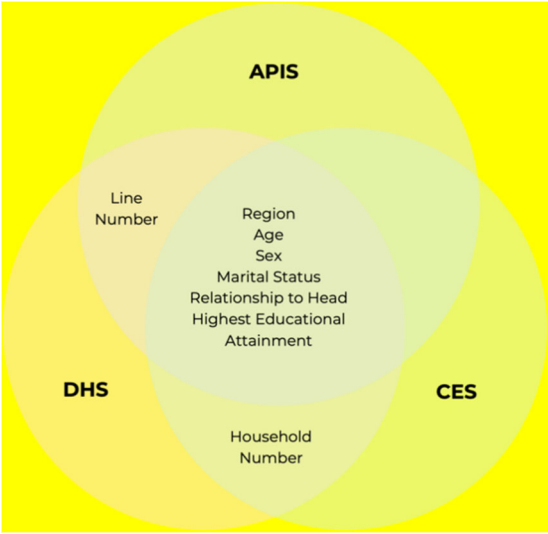 APIS
Line
Number
Region
Age
Sex
Marital Status
Relationship to Head
Highest Educational
Attainment
DHS
CES
Household
Number